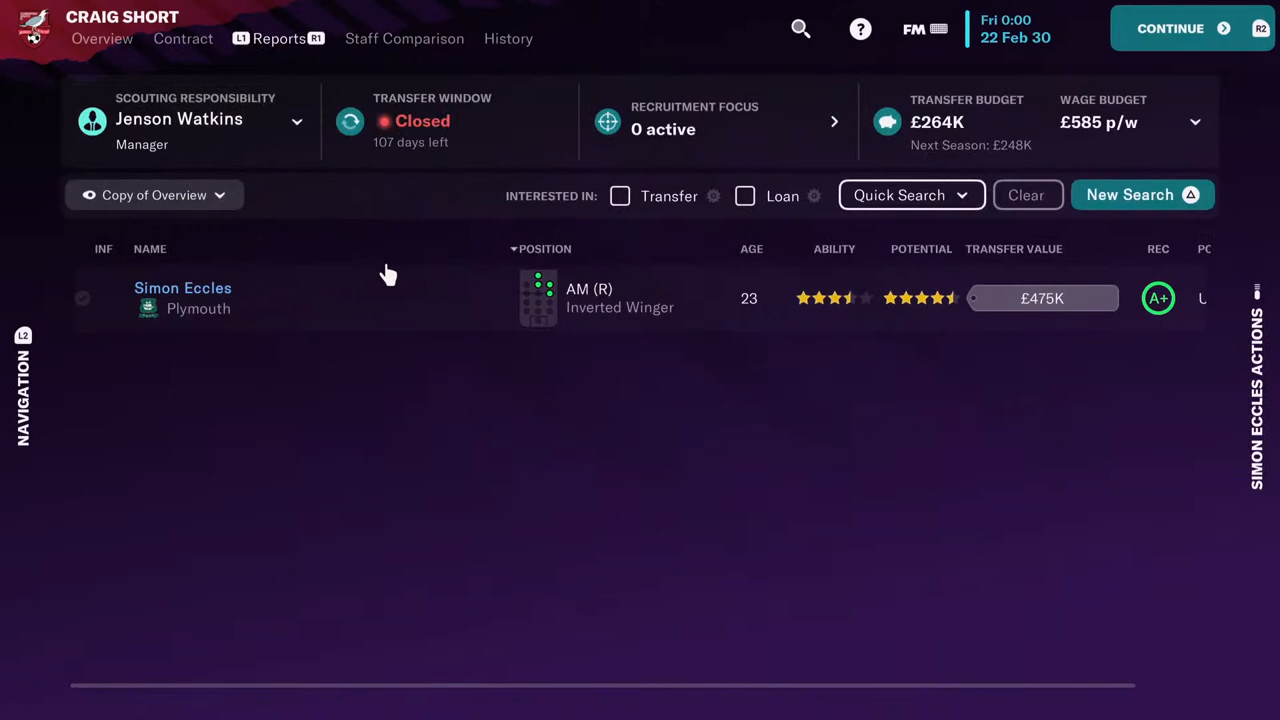 CRAIG SHORT
Overview Contract L1 Reports R1 Staff Comparison History
?
FM
Fri 0:00
22 Feb 30
CONTINUE R2
SCOUTING RESPONSIBILITY
Jenson Watkins
Manager
TRANSFER WINDOW
Closed
107 days left
RECRUITMENT FOCUS
0 active
TRANSFER BUDGET
£264K
Next Season: £248K
WAGE BUDGET
£585 p/w
Copy of Overview
INTERESTED IN: Transfer Loan Quick Search Clear New Search
INF NAME POSITION AGE ABILITY POTENTIAL TRANSFER VALUE REC PO
Simon Eccles
Plymouth
AM (R)
Inverted Winger
23 £475K A+ U
L2
NAVIGATION
SIMON ECCLES ACTIONS